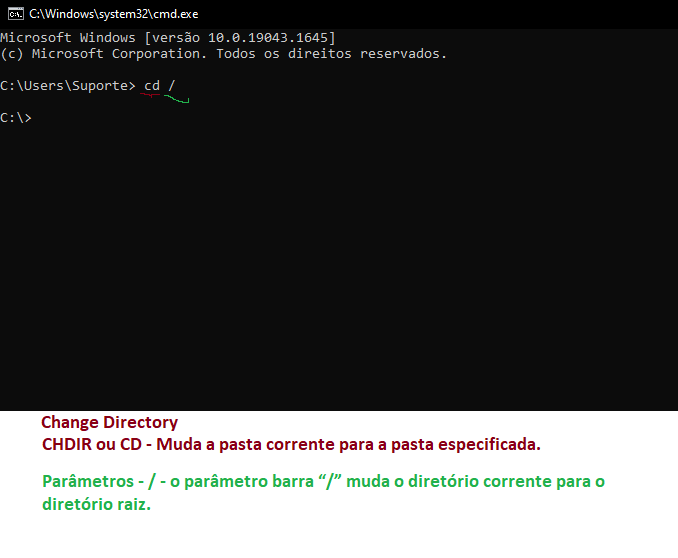 C:\Windows\system32\cmd.exe
Microsoft Windows [versão 10.0.19043.1645]
(c) Microsoft Corporation. Todos os direitos reservados.
C:\Users\Suporte> cd /
C:\>
Change Directory
CHDIR ou CD - Muda a pasta corrente para a pasta especificada.
Parâmetros - / - o parâmetro barra “/” muda o diretório corrente para o
diretório raiz.